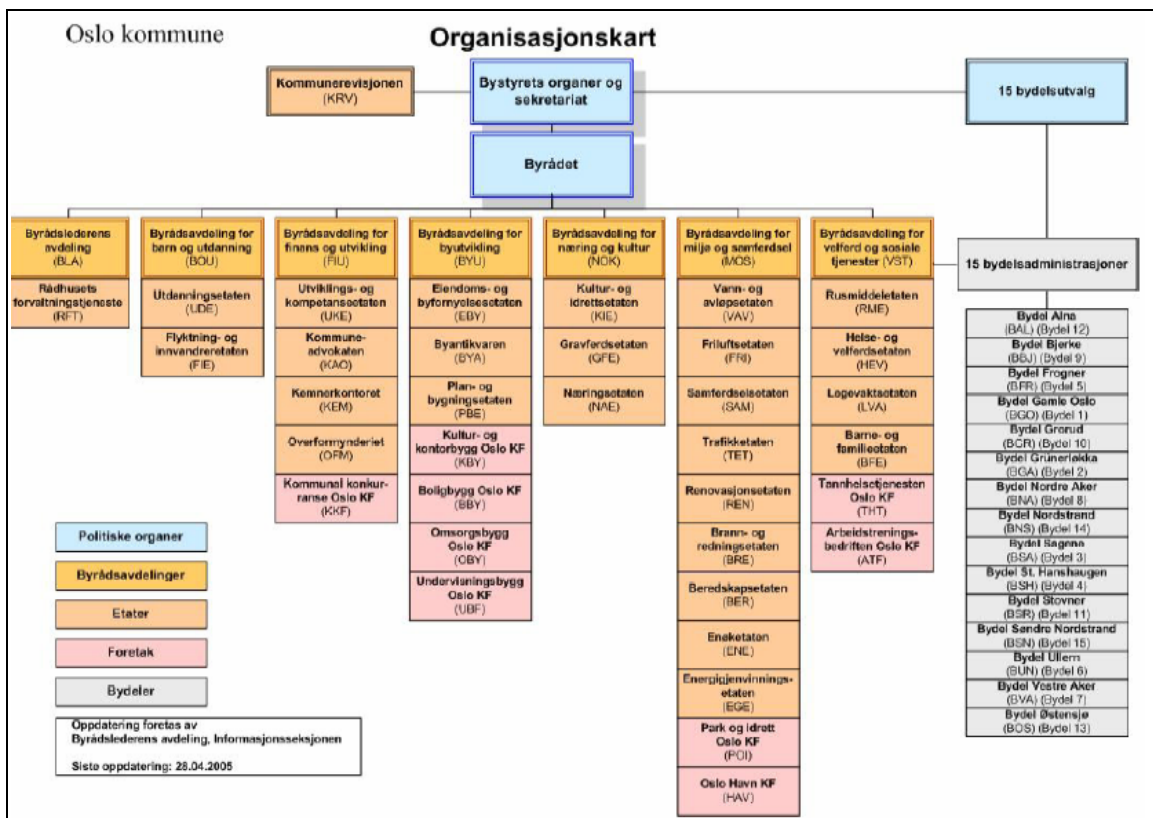 Oslo kommune
Organisasjonskart
Kommunerevisjonen
(KRV)
Bystyrets organer og
sekretariat
15 bydelsutvalg
Byrådet
Byrådslederens
avdeling
(BLA)
Rådhusets
forvaltningstjeneste
(RFT)
Byrådsavdeling for
barn og utdanning
(BOU)
Utdanningsetaten
(UDE)
Flyktning- og
innvandreretaten
(FIE)
Byrådsavdeling for
finans og utvikling
(FIU)
Utviklings- og
kompetansetaten
(UKE)
Kommune-
advokaten
(KAO)
Kemnerkontoret
(KEM)
Overformynderiet
(OFM)
Kommunal konkur-
ranse Oslo KF
(KKF)
Byrådsavdeling for
byutvikling
(BYU)
Eiendoms- og
byfornyelsesetaten
(EBY)
Byantikvaren
(BYA)
Plan- og
bygningsetaten
(PBE)
Kultur- og
kontorbygg Oslo KF
(KBY)
Boligbygg Oslo KF
(BBY)
Omsorgsbygg
Oslo KF
(OBY)
Undervisningsbygg
Oslo KF
(UBF)
Byrådsavdeling for
næring og kultur
(NOK)
Kultur- og
idrettsetaten
(KIE)
Gravferdsetaten
(GFE)
Næringsetaten
(NAE)
Byrådsavdeling for
miljø og samferdsel
(MOS)
Vann- og
avløpsetaten
(VAV)
Friluftsetaten
(FRI)
Samferdselsetaten
(SAM)
Trafikketaten
(TET)
Renovasjonsetaten
(REN)
Brann- og
redningsetaten
(BRE)
Beredskapsetaten
(BER)
Enøketaten
(ENE)
Energigjenvinnings-
etaten
(EGE)
Park og idrett
Oslo KF
(POI)
Oslo Havn KF
(HAV)
Byrådsavdeling for
velferd og sosiale
tjenester (VST)
Rusmiddeletaten
(RME)
Helse- og
velferdsetaten
(HEV)
Legevaktsetaten
(LVA)
Barne- og
familieetaten
(BFE)
Tannhelsetjenesten
Oslo KF
(THT)
Arbeidstrenings-
bedriften Oslo KF
(ATF)
15 bydelsadministrasjoner
Bydel Alna
(BAL) (Bydel 12)
Bydel Bjerke
(BBJ) (Bydel 9)
Bydel Frogner
(BFR) (Bydel 5)
Bydel Gamle Oslo
(BGO) (Bydel 1)
Bydel Grorud
(BGR) (Bydel 10)
Bydel Grünerløkka
(BGA) (Bydel 2)
Bydel Nordre Aker
(BNA) (Bydel 8)
Bydel Nordstrand
(BNS) (Bydel 14)
Bydel Sagene
(BSA) (Bydel 3)
Bydel St. Hanshaugen
(BSH) (Bydel 4)
Bydel Stovner
(BSR) (Bydel 11)
Bydel Søndre Nordstrand
(BSN) (Bydel 15)
Bydel Ullern
(BUN) (Bydel 6)
Bydel Vestre Aker
(BVA) (Bydel 7)
Bydel Østensjø
(BOS) (Bydel 13)
Politiske organer
Byrådsavdelinger
Etater
Foretak
Bydeler
Oppdatering foretas av
Byrådslederens avdeling, Informasjonsseksjonen
Siste oppdatering: 28.04.2005